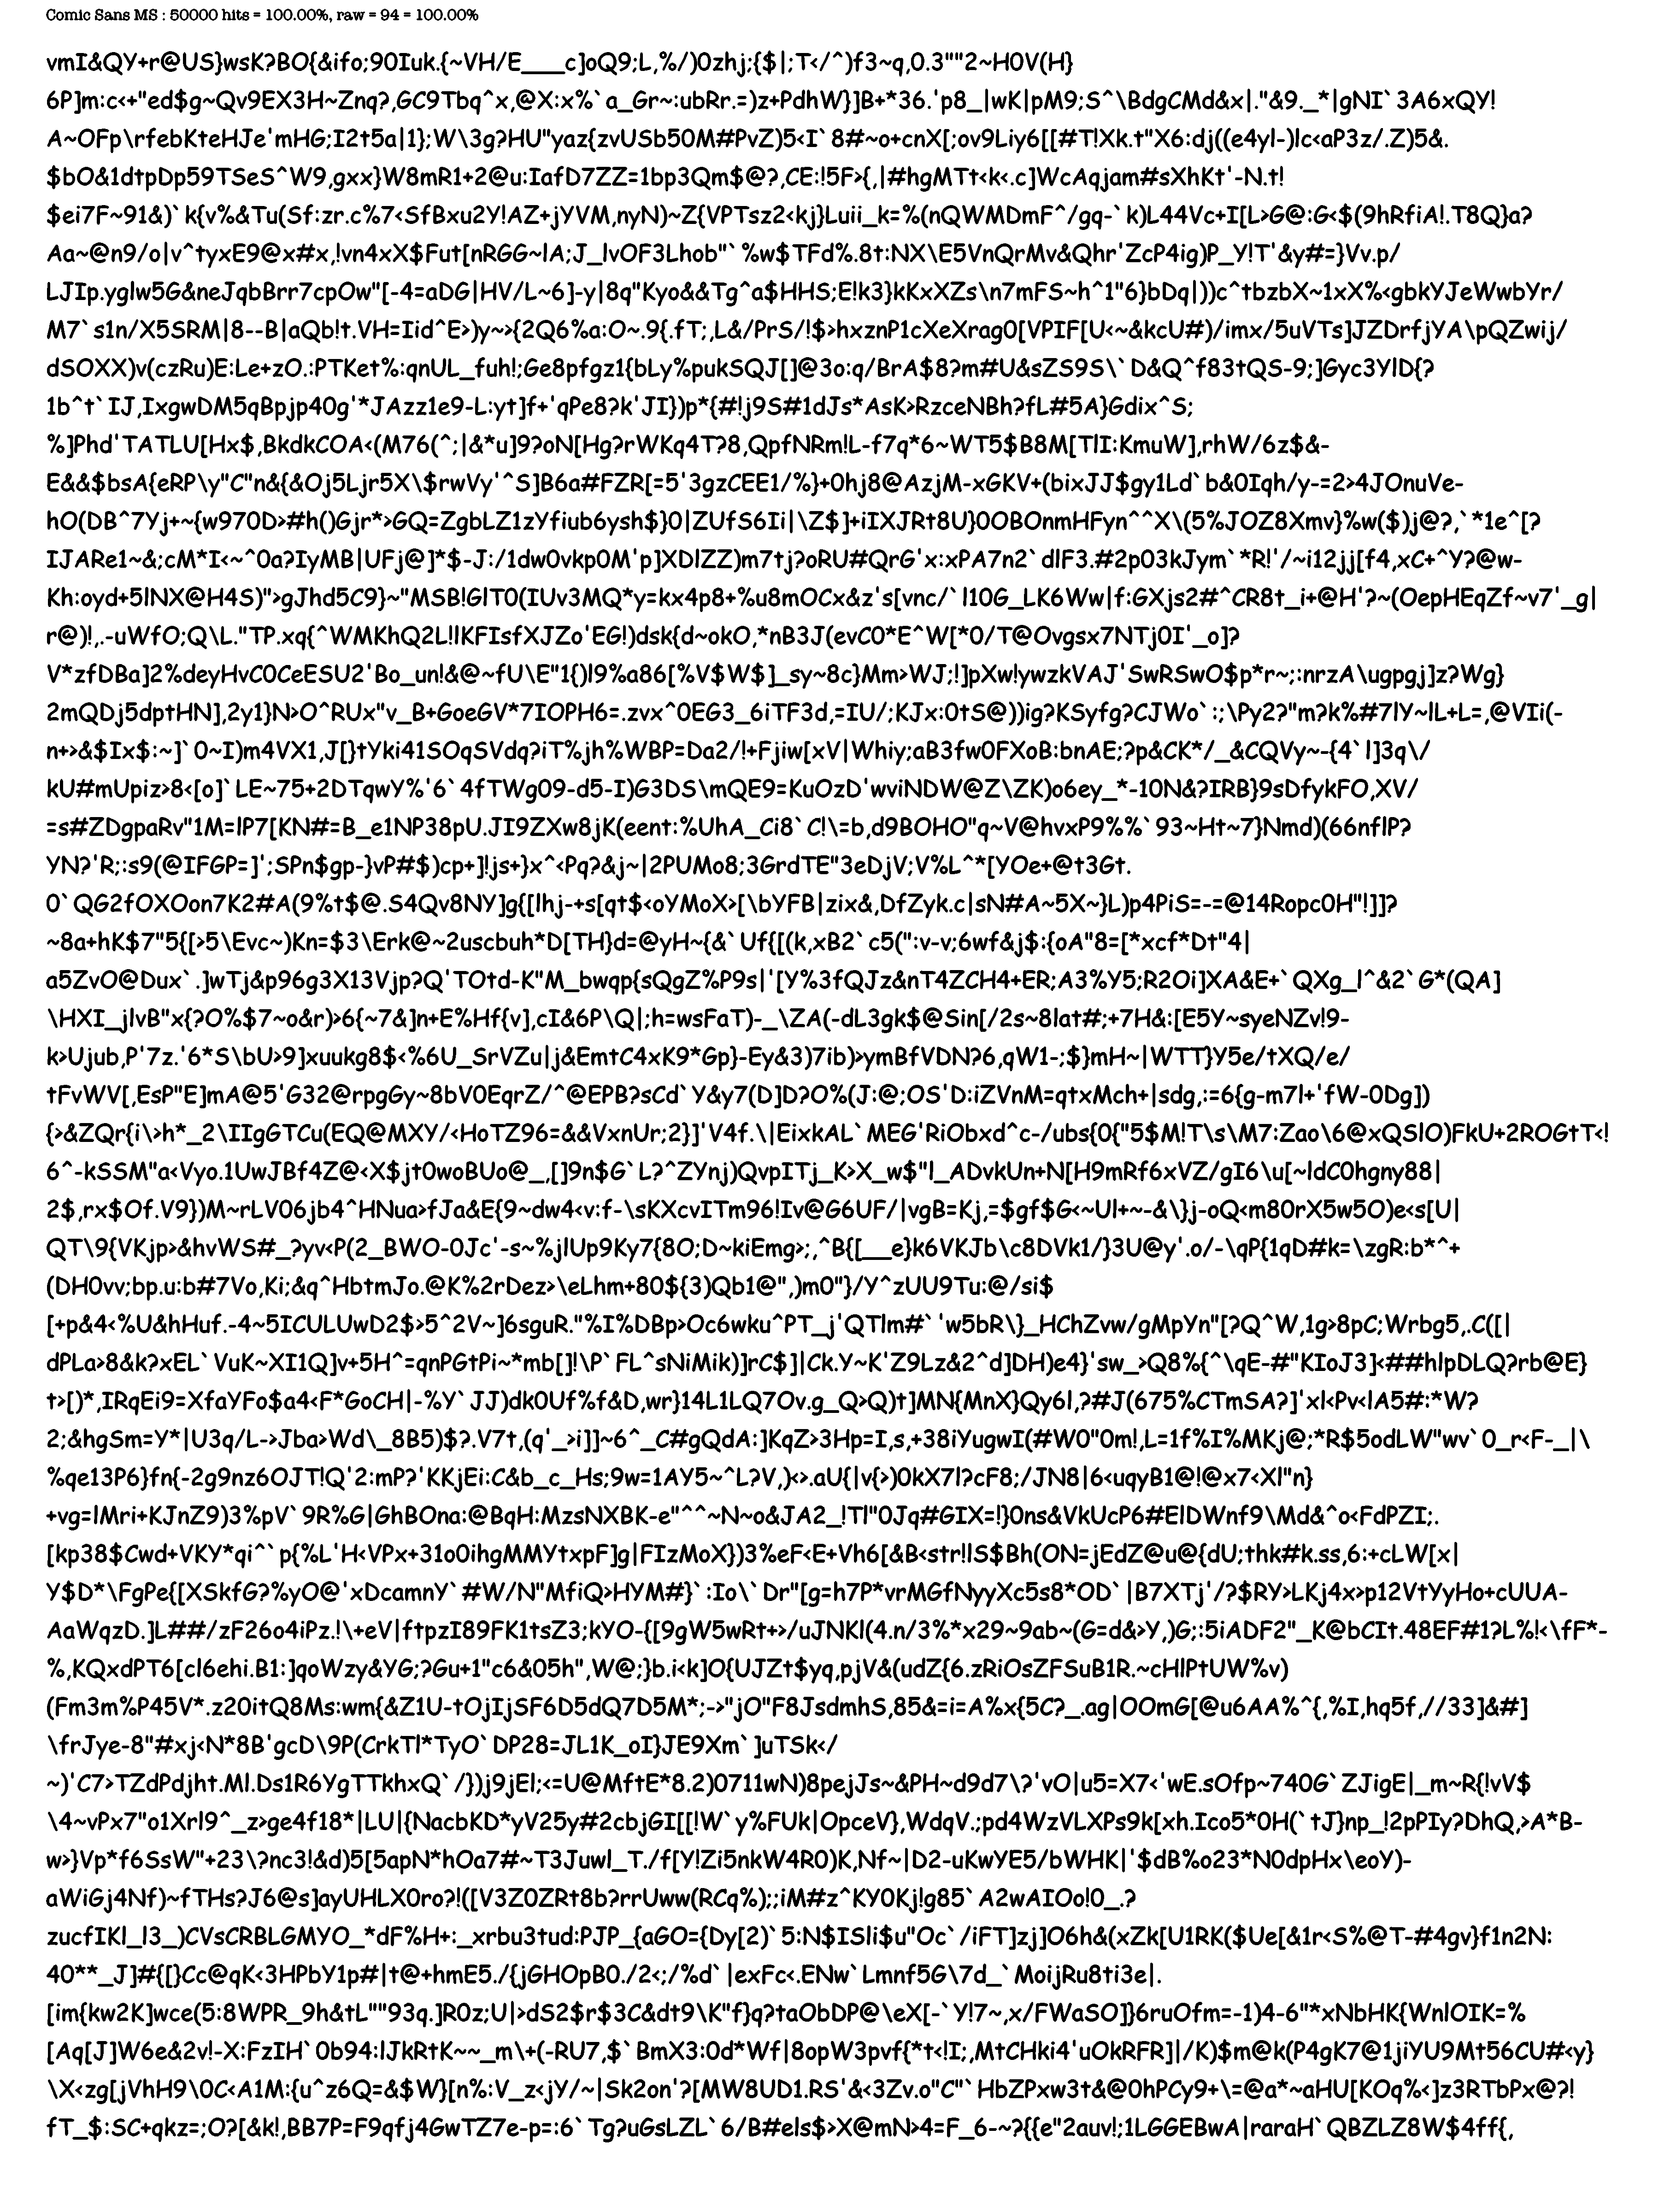 Comic Sans MS : 50000 hits = 100.00%, raw = 94 = 100.00%
vmI&QY+r@US}wsK?BO{&ifo;90Iuk.{~VH/E___c]oQ9;L,%/)0zhj;{$|;T</^)f3~q,0.3""2~H0V(H}
6P]m:c<+"ed$g~Qv9EX3H~Znq?,GC9Tbq^x,@X:x%`a_Gr~:ubRr.=)z+PdhW}]B+*36.'p8_|wK|pM9;S^\BdgCMd&x|."&9._*|gNI`3A6xQY!
A~OFp\rfebKteHJe'mHG;I2t5a|1};W\3g?HU"yaz{zvUSb50M#PvZ)5<I`8#~o+cnX[;ov9Liy6[[#T!Xk.t"X6:dj((e4yl-)lc<aP3z/.Z)5&.
$bO&1dtpDp59TSeS^W9,gxx}W8mR1+2@u:IafD7ZZ=1bp3Qm$@?,CE:!5F>{,|#hgMTt<k<.c]WcAqjam#sXhKt'-N.t!
$ei7F~91&)`k{v%&Tu(Sf:zr.c%7<SfBxu2Y!AZ+jYVM,nyN)~Z{VPTsz2<kj}Luii_k=%(nQWMDmF^/gq-`k)L44Vc+I[L>G@:G<$(9hRfiA!.T8Q}a?
Aa~@n9/o|v^tyxE9@x#x,!vn4xX$Fut[nRGG~lA;J_lvOF3Lhob"`%w$TFd%.8t:NX\E5VnQrMv&Qhr'ZcP4ig)P_Y!T'&y#=}Vv.p/
LJIp.yglw5G&neJqbBrr7cpOw"[-4=aDG|HV/L~6]-y|8q"Kyo&&Tg^a$HHS;E!k3}kKxXZs\n7mFS~h^1"6}bDq|))c^tbzbX~1xX%<gbkYJeWwbYr/
M7`s1n/X5SRM|8--B|aQb!t.VH=Iid^E>)y~>{2Q6%a:O~.9{.fT;,L&/PrS/!$>hxznP1cXeXrag0[VPIF[U<~&kcU#)/imx/5uVTs]JZDrfjYA\pQZwij/
dSOXX)v(czRu)E:Le+zO.:PTKet%:qnUL_fuh!;Ge8pfgz1{bLy%pukSQJ[]@3o:q/BrA$8?m#U&sZS9S\`D&Q^f83tQS-9;]Gyc3YlD{?
1b^t`IJ,IxgwDM5qBpjp40g'*JAzz1e9-L:yt]f+'qPe8?k'JI})p*{#!j9S#1dJs*AsK>RzceNBh?fL#5A}Gdix^S;
%]Phd'TATLU[Hx$,BkdkCOA<(M76(^;|&*u]9?oN[Hg?rWKq4T?8,QpfNRm!L-f7q*6~WT5$B8M[TlI:KmuW],rhW/6z$&-
E&&$bsA{eRP\y"C"n&{&Oj5Ljr5X\$rwVy'^S]B6a#FZR[=5'3gzCEE1/%}+0hj8@AzjM-xGKV+(bixJJ$gy1Ld`b&0Iqh/y-=2>4JOnuVe-
hO(DB^7Yj+~{w970D>#h()Gjr*>GQ=ZgbLZ1zYfiub6ysh$}0|ZUfS6Ii|\Z$]+iIXJRt8U}0OBOnmHFyn^^X\(5%JOZ8Xmv}%w($)j@?,`*1e^[?
IJARe1~&;cM*I<~^0a?IyMB|UFj@]*$-J:/1dw0vkp0M'p]XDlZZ)m7tj?oRU#QrG'x:xPA7n2`dlF3.#2p03kJym`*R!'/~i12jj[f4,xC+^Y?@w-
Kh:oyd+5lNX@H4S)">gJhd5C9}~"MSB!GlT0(IUv3MQ*y=kx4p8+%u8mOCx&z's[vnc/`l10G_LK6Ww|f:GXjs2#^CR8t_i+@H'?~(OepHEqZf~v7'_g|
r@)!,.-uWfO;Q\L."TP.xq{^WMKhQ2L!lKFIsfXJZo'EG!)dsk{d~okO,*nB3J(evC0*E^W[*0/T@Ovgsx7NTj0I'_o]?
V*zfDBa]2%deyHvC0CeESU2'Bo_un!&@~fU\E"1{)l9%a86[%V$W$]_sy~8c}Mm>WJ;!]pXw!ywzkVAJ'SwRSwO$p*r~;:nrzA\ugpgj]z?Wg}
2mQDj5dptHN],2y1}N>O^RUx"v_B+GoeGV*7IOPH6=.zvx^0EG3_6iTF3d,=IU/;KJx:0tS@))ig?KSyfg?CJWo`:;\Py2?"m?k%#7lY~lL+L=,@VIi(-
n+>&$Ix$:~]`0~I)m4VX1,J[}tYki41SOqSVdq?iT%jh%WBP=Da2/!+Fjiw[xV|Whiy;aB3fw0FXoB:bnAE;?p&CK*/_&CQVy~-{4`l]3q\/
kU#mUpiz>8<[o]`LE~75+2DTqwY%'6`4fTWg09-d5-I)G3DS\mQE9=KuOzD'wviNDW@Z\ZK)o6ey_*-10N&?IRB}9sDfykFO,XV/
=s#ZDgpaRv"1M=lP7[KN#=B_e1NP38pU.JI9ZXw8jK(eent:%UhA_Ci8`C!\=b,d9BOHO"q~V@hvxP9%%`93~Ht~7}Nmd)(66nflP?
YN?'R;:s9(@IFGP=]';SPn$gp-}vP#$)cp+]!js+}x^<Pq?&j~|2PUMo8;3GrdTE"3eDjV;V%L^*[YOe+@t3Gt.
0`QG2fOXOon7K2#A(9%t$@.S4Qv8NY]g{[lhj-+s[qt$<oYMoX>[\bYFB|zix&,DfZyk.c|sN#A~5X~}L)p4PiS=-=@14Ropc0H"!]]?
~8a+hK$7"5{[>5\Evc~)Kn=$3\Erk@~2uscbuh*D[TH}d=@yH~{&`Uf{[(k,xB2`c5(":v-v;6wf&j$:{oA"8=[*xcf*Dt"4|
a5ZvO@Dux`.]wTj&p96g3X13Vjp?Q'TOtd-K"M_bwqp{sQgZ%P9s|'[Y%3fQJz&nT4ZCH4+ER;A3%Y5;R2Oi]XA&E+`QXg_l^&2`G*(QA]
\HXI_jlvB"x{?O%$7~o&r)>6{~7&]n+E%Hf{v],cI&6P\Q|;h=wsFaT)-_\ZA(-dL3gk$@Sin[/2s~8lat#;+7H&:[E5Y~syeNZv!9-
k>Ujub,P'7z.'6*S\bU>9]xuukg8$<%6U_SrVZu|j&EmtC4xK9*Gp}-Ey&3)7ib)>ymBfVDN?6,qW1-;$}mH~|WTT}Y5e/tXQ/e/
tFvWV[,EsP"E]mA@5'G32@rpgGy~8bV0EqrZ/^@EPB?sCd`Y&y7(D]D?O%(J:@;OS'D:iZVnM=qtxMch+|sdg,:=6{g-m7l+'fW-0Dg])
{>&ZQr{i\>h*_2\IIgGTCu(EQ@MXY/<HoTZ96=&&VxnUr;2}]'V4f.\|EixkAL`MEG'RiObxd^c-/ubs{0{"5$M!T\s\M7:Zao\6@xQSlO)FkU+2ROGtT<!
6^-kSSM"a<Vyo.1UwJBf4Z@<X$jt0woBUo@_,[]9n$G`L?^ZYnj)QvpITj_K>X_w$"l_ADvkUn+N[H9mRf6xVZ/gI6\u[~ldC0hgny88|
2$,rx$Of.V9})M~rLV06jb4^HNua>fJa&E{9~dw4<v:f-\sKXcvITm96!Iv@G6UF/|vgB=Kj,=$gf$G<~Ul+~-&\}j-oQ<m80rX5w5O)e<s[U|
QT\9{VKjp>&hvWS#_?yv<P(2_BWO-0Jc'-s~%jlUp9Ky7{8O;D~kiEmg>;,^B{[__e}k6VKJb\c8DVk1/}3U@y'.o/-\qP{1qD#k=\zgR:b*^+
(DH0vv;bp.u:b#7Vo,Ki;&q^HbtmJo.@K%2rDez>\eLhm+80${3)Qb1@",)m0"}/Y^zUU9Tu:@/si$
[+p&4<%U&hHuf.-4~5ICULUwD2$>5^2V~]6sguR."%I%DBp>Oc6wku^PT_j'QTlm#`'w5bR\}_HChZvw/gMpYn"[?Q^W,1g>8pC;Wrbg5,.C([|
dPLa>8&k?xEL`VuK~XI1Q]v+5H^=qnPGtPi~*mb[]!\P`FL^sNiMik)]rC$]|Ck.Y~K'Z9Lz&2^d]DH)e4}'sw_>Q8%{^\qE-#"KIoJ3]<##hlpDLQ?rb@E}
t>[)*,IRqEi9=XfaYFo$a4<F*GoCH|-%Y`JJ)dk0Uf%f&D,wr}14L1LQ7Ov.g_Q>Q)t]MN{MnX}Qy6l,?#J(675%CTmSA?]'xl<Pv<lA5#:*W?
2;&hgSm=Y*|U3q/L->Jba>Wd\_8B5)$?.V7t,(q'_>i]]~6^_C#gQdA:]KqZ>3Hp=I,s,+38iYugwI(#W0"0m!,L=1f%I%MKj@;*R$5odLW"wv`0_r<F-_|\
%qe13P6}fn{-2g9nz6OJT!Q'2:mP?'KKjEi:C&b_c_Hs;9w=1AY5~^L?V,)<>.aU{|v{>)0kX7l?cF8;/JN8|6<uqyB1@!@x7<Xl"n}
+vg=lMri+KJnZ9)3%pV`9R%G|GhBOna:@BqH:MzsNXBK-e"^^~N~o&JA2_!Tl"0Jq#GIX=!}0ns&VkUcP6#ElDWnf9\Md&^o<FdPZI;.
[kp38$Cwd+VKY*qi^`p{%L'H<VPx+31o0ihgMMYtxpF]g|FIzMoX})3%eF<E+Vh6[&B<str!lS$Bh(ON=jEdZ@u@{dU;thk#k.ss,6:+cLW[x|
Y$D*\FgPe{[XSkfG?%yO@'xDcamnY`#W/N"MfiQ>HYM#}`:Io\`Dr"[g=h7P*vrMGfNyyXc5s8*OD`|B7XTj'/?$RY>LKj4x>p12VtYyHo+cUUA-
AaWqzD.]L##/zF26o4iPz.!\+eV|ftpzI89FK1tsZ3;kYO-{[9gW5wRt+>/uJNKl(4.n/3%*x29~9ab~(G=d&>Y,)G;:5iADF2"_K@bCIt.48EF#1?L%!<\fF*-
%,KQxdPT6[cl6ehi.B1:]qoWzy&YG;?Gu+1"c6&05h",W@;}b.i<k]O{UJZt$yq,pjV&(udZ{6.zRiOsZFSuB1R.~cHlPtUW%v)
(Fm3m%P45V*.z20itQ8Ms:wm{&Z1U-tOjIjSF6D5dQ7D5M*;->"jO"F8JsdmhS,85&=i=A%x{5C?_.ag|OOmG[@u6AA%^{,%I,hq5f,//33]&#]
\frJye-8"#xj<N*8B'gcD\9P(CrkTl*TyO`DP28=JL1K_oI}JE9Xm`]uTSk</
~)'C7>TZdPdjht.Ml.Ds1R6YgTTkhxQ`/})j9jEl;<=U@MftE*8.2)0711wN)8pejJs~&PH~d9d7\?'vO|u5=X7<'wE.sOfp~740G`ZJigE|_m~R{!vV$
\4~vPx7"o1Xrl9^_z>ge4f18*|LU|{NacbKD*yV25y#2cbjGI[[!W`y%FUk|OpceV},WdqV.;pd4WzVLXPs9k[xh.Ico5*0H(`tJ}np_!2pPIy?DhQ,>A*B-
w>}Vp*f6SsW"+23\?nc3!&d)5[5apN*hOa7#~T3Juwl_T./f[Y!Zi5nkW4R0)K,Nf~|D2-uKwYE5/bWHK|'$dB%o23*N0dpHx\eoY)-
aWiGj4Nf)~fTHs?J6@s]ayUHLX0ro?!([V3Z0ZRt8b?rrUww(RCq%);;iM#z^KY0Kj!g85`A2wAIOo!0_.?
zucfIKl_l3_)CVsCRBLGMYO_*dF%H+:_xrbu3tud:PJP_{aGO={Dy[2)`5:N$ISli$u"Oc`/iFT]zj]O6h&(xZk[U1RK($Ue[&1r<S%@T-#4gv}f1n2N:
40**_J]#{[}Cc@qK<3HPbY1p#|t@+hmE5./{jGHOpB0./2<;/%d`|exFc<.ENw`Lmnf5G\7d_`MoijRu8ti3e|.
[im{kw2K]wce(5:8WPR_9h&tL""93q.]R0z;U|>dS2$r$3C&dt9\K"f}q?taObDP@\eX[-`Y!7~,x/FWaSO]}6ruOfm=-1)4-6"*xNbHK{WnlOIK=%
[Aq[J]W6e&2v!-X:FzIH`0b94:lJkRtK~~_m\+(-RU7,$`BmX3:0d*Wf|8opW3pvf{*t<!I;,MtCHki4'uOkRFR]|/K)$m@k(P4gK7@1jiYU9Mt56CU#<y}
\X<zg[jVhH9\0C<A1M:{u^z6Q=&$W}[n%:V_z<jY/~|Sk2on'?[MW8UD1.RS'&<3Zv.o"C"`HbZPxw3t&@0hPCy9+\=@a*~aHU[KOq%<]z3RTbPx@?!
fT_$:SC+qkz=;O?[&k!,BB7P=F9qfj4GwTZ7e-p=:6`Tg?uGsLZL`6/B#els$>X@mN>4=F_6-~?{{e"2auv!;1LGGEBwA|raraH`QBZLZ8W$4ff{,